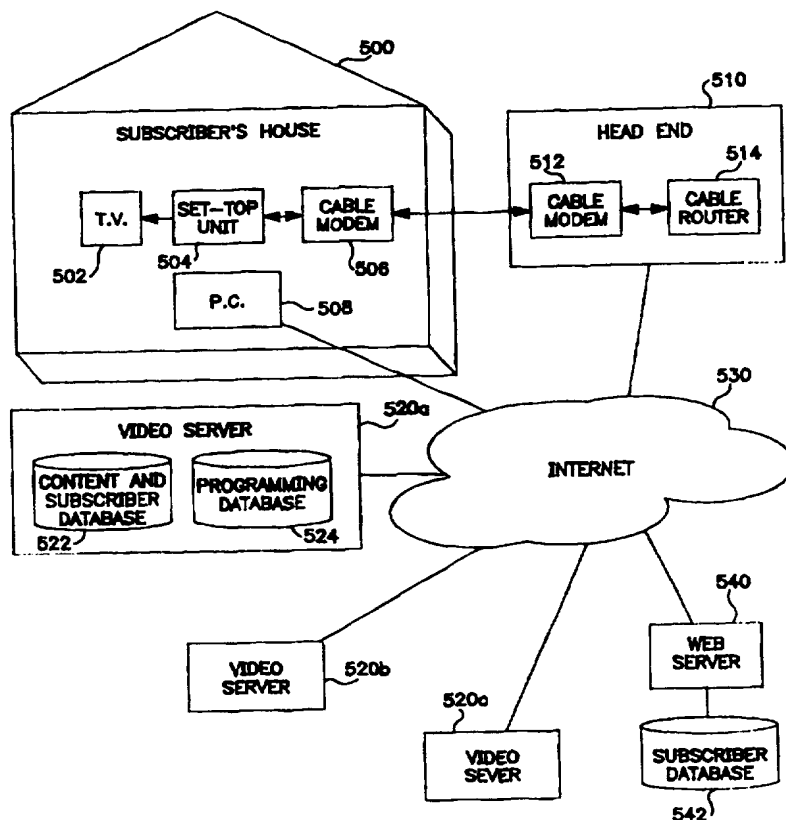 500
SUBSCRIBER'S HOUSE
T.V.
502
SET-TOP
UNIT
504
CABLE
MODEM
506
P.C.
508
510
HEAD END
512
CABLE
MODEM
514
CABLE
ROUTER
520a
VIDEO SERVER
CONTENT AND
SUBSCRIBER
DATABASE
522
PROGRAMMING
DATABASE
524
530
INTERNET
VIDEO
SERVER
520b
520c
VIDEO
SEVER
540
WEB
SERVER
SUBSCRIBER
DATABASE
542